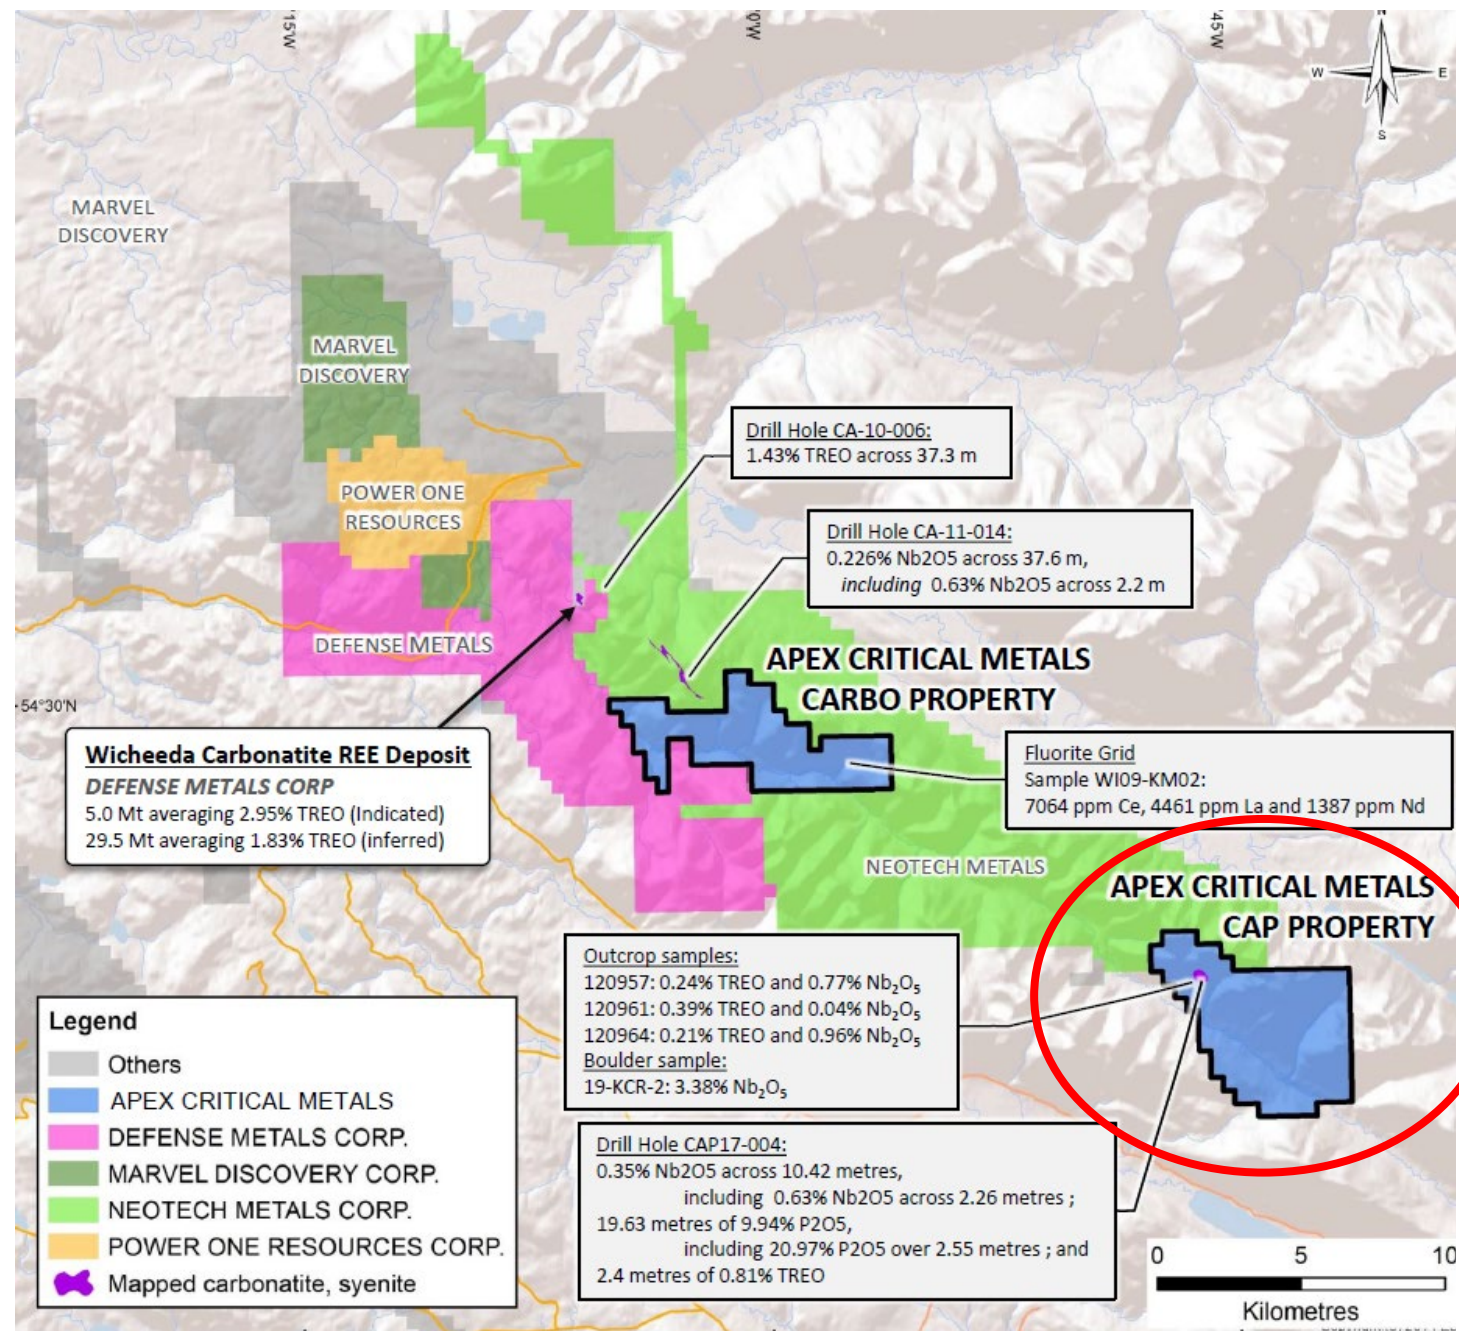 15'W
0'W
45'W
N
W
E
S
MARVEL
DISCOVERY
MARVEL
DISCOVERY
POWER ONE
RESOURCES
DEFENSE METALS
54°30'N
Drill Hole CA-10-006:
1.43% TREO across 37.3 m
Drill Hole CA-11-014:
0.226% Nb2O5 across 37.6 m,
including 0.63% Nb2O5 across 2.2 m
APEX CRITICAL METALS
CARBO PROPERTY
Wicheeda Carbonatite REE Deposit
DEFENSE METALS CORP
5.0 Mt averaging 2.95% TREO (Indicated)
29.5 Mt averaging 1.83% TREO (inferred)
Fluorite Grid
Sample WI09-KM02:
7064 ppm Ce, 4461 ppm La and 1387 ppm Nd
NEOTECH METALS
APEX CRITICAL METALS
CAP PROPERTY
Outcrop samples:
120957: 0.24% TREO and 0.77% Nb₂O₅
120961: 0.39% TREO and 0.04% Nb₂O₅
120964: 0.21% TREO and 0.96% Nb₂O₅
Boulder sample:
19-KCR-2: 3.38% Nb₂O₅
Drill Hole CAP17-004:
0.35% Nb2O5 across 10.42 metres,
including 0.63% Nb2O5 across 2.26 metres ;
19.63 metres of 9.94% P2O5,
including 20.97% P2O5 over 2.55 metres ; and
2.4 metres of 0.81% TREO
Legend
Others
APEX CRITICAL METALS
DEFENSE METALS CORP.
MARVEL DISCOVERY CORP.
NEOTECH METALS CORP.
POWER ONE RESOURCES CORP.
Mapped carbonatite, syenite
0 5 10
Kilometres